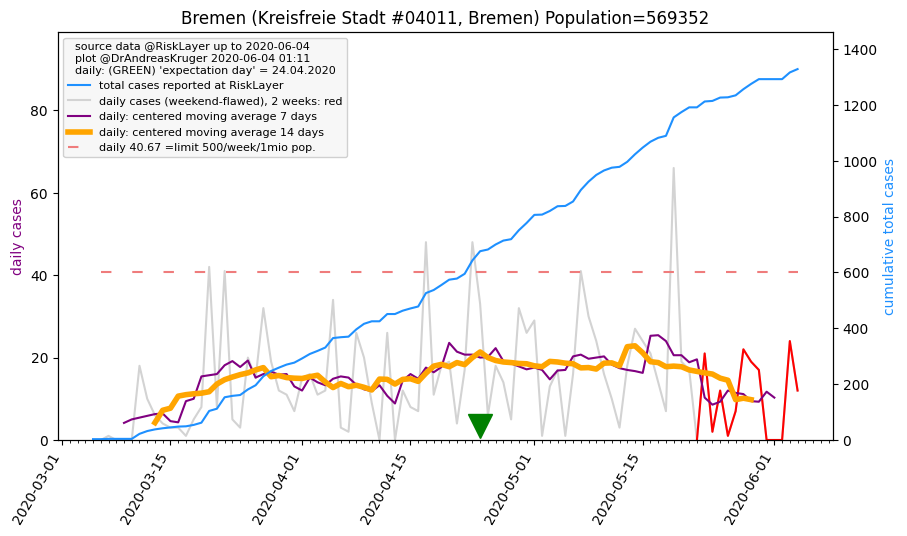 Bremen (Kreisfreie Stadt #04011, Bremen) Population=569352
source data @RiskLayer up to 2020-06-04
plot @DrAndreasKruger 2020-06-04 01:11
daily: (GREEN) 'expectation day' = 24.04.2020
total cases reported at RiskLayer
daily cases (weekend-flawed), 2 weeks: red
daily: centered moving average 7 days
daily: centered moving average 14 days
daily 40.67 =limit 500/week/1mio pop.
daily cases
80
60
40
20
0
cumulative total cases
1400
1200
1000
800
600
400
200
0
2020-03-01
2020-03-15
2020-04-01
2020-04-15
2020-05-01
2020-05-15
2020-06-01